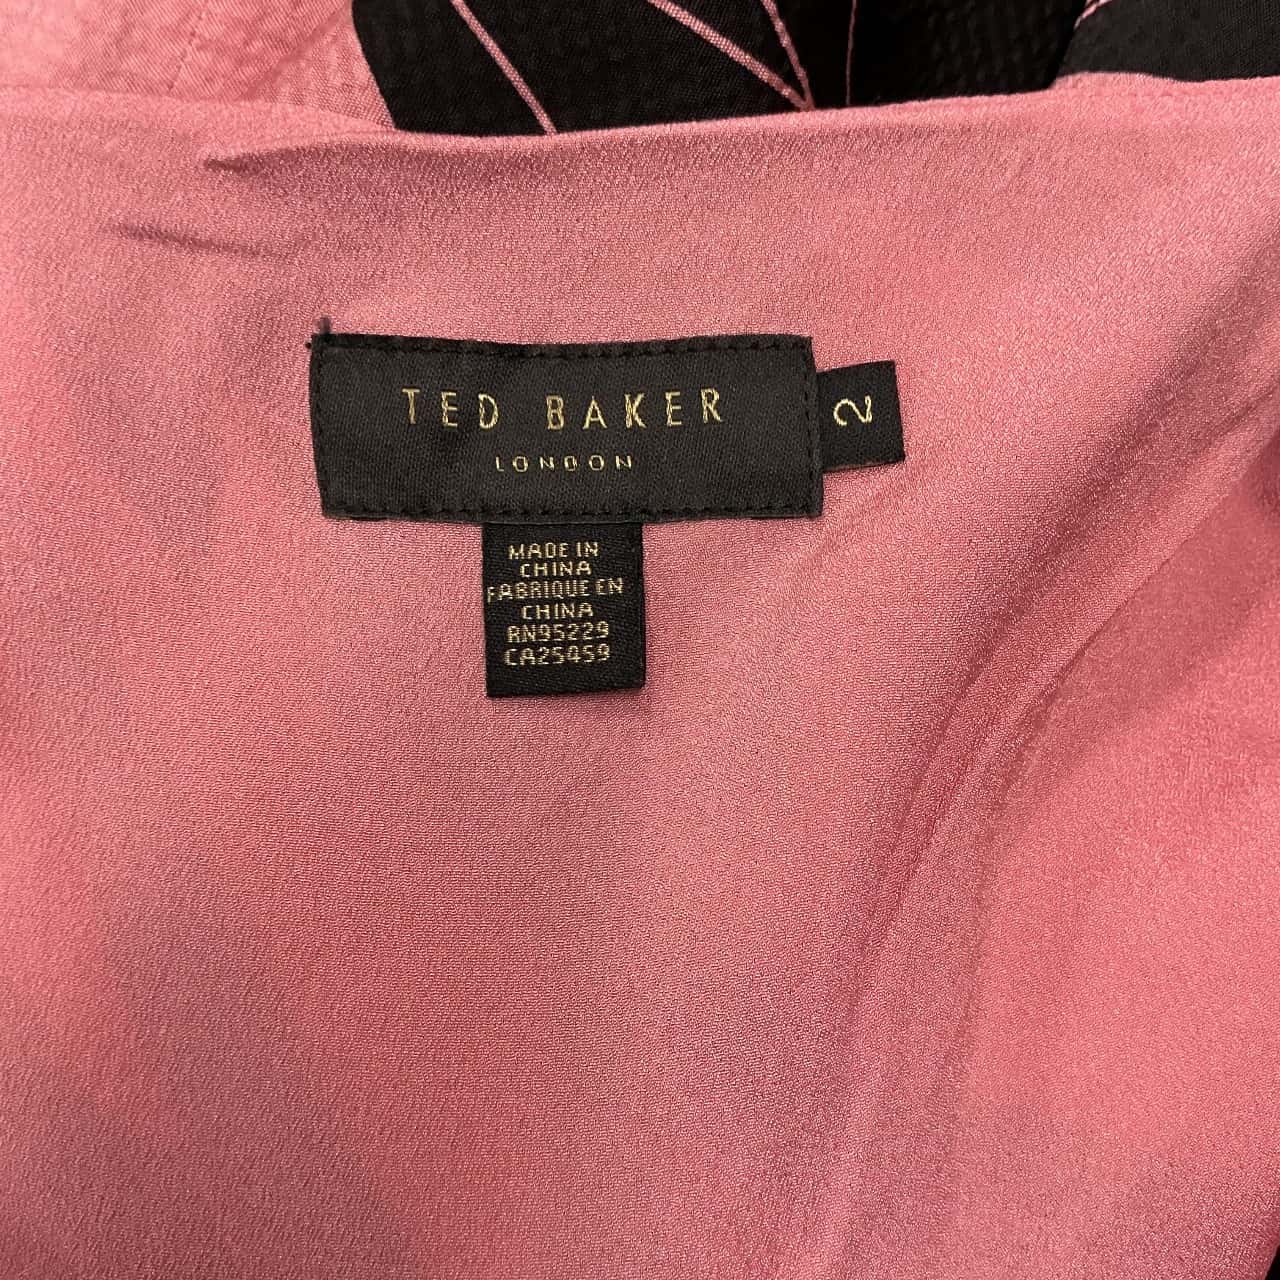 TED BAKER
LONDON
2
MADE IN
CHINA
FABRIQUE EN
CHINA
RN95229
CA25459